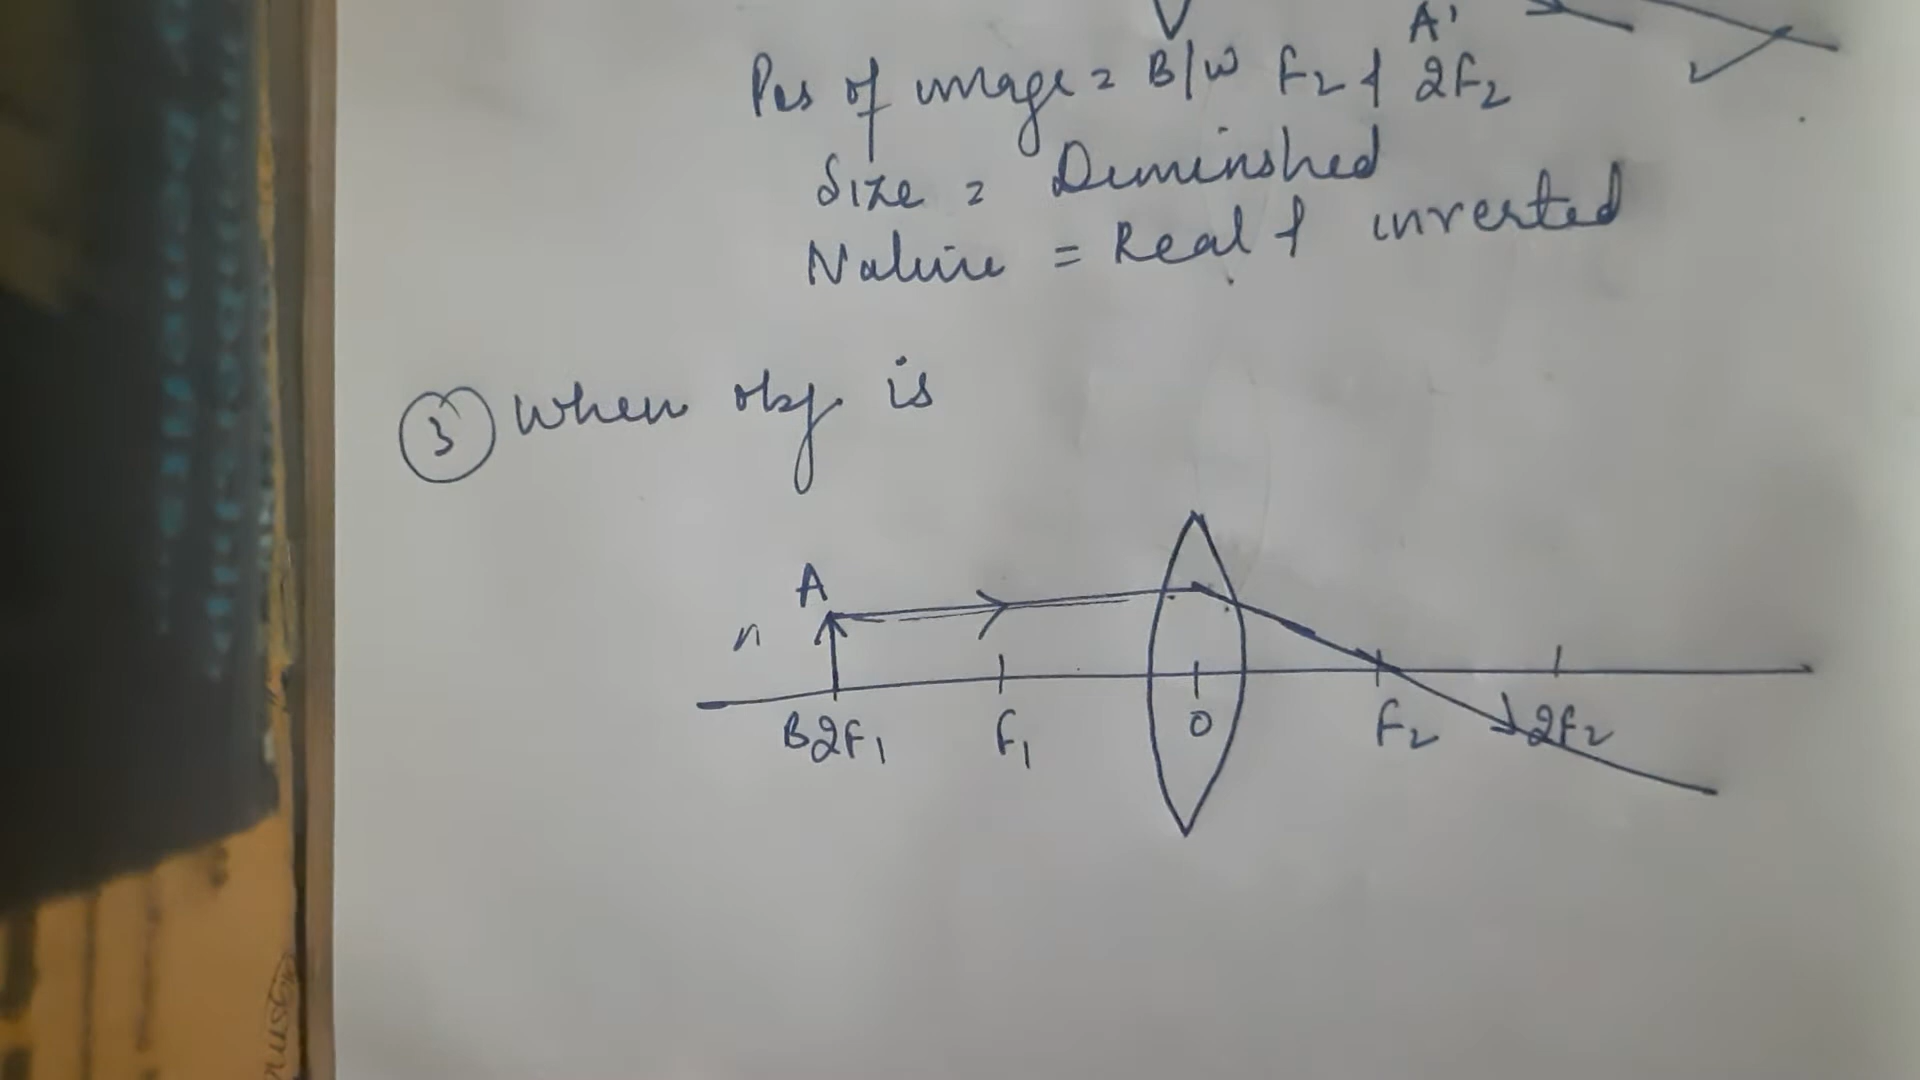 A'
Pos of image = B/w F₂ & 2F₂
Size = Diminshed
Nature = Real & inverted
③ When obj. is
A
n
B 2F₁ F₁ O F₂ 2F₂